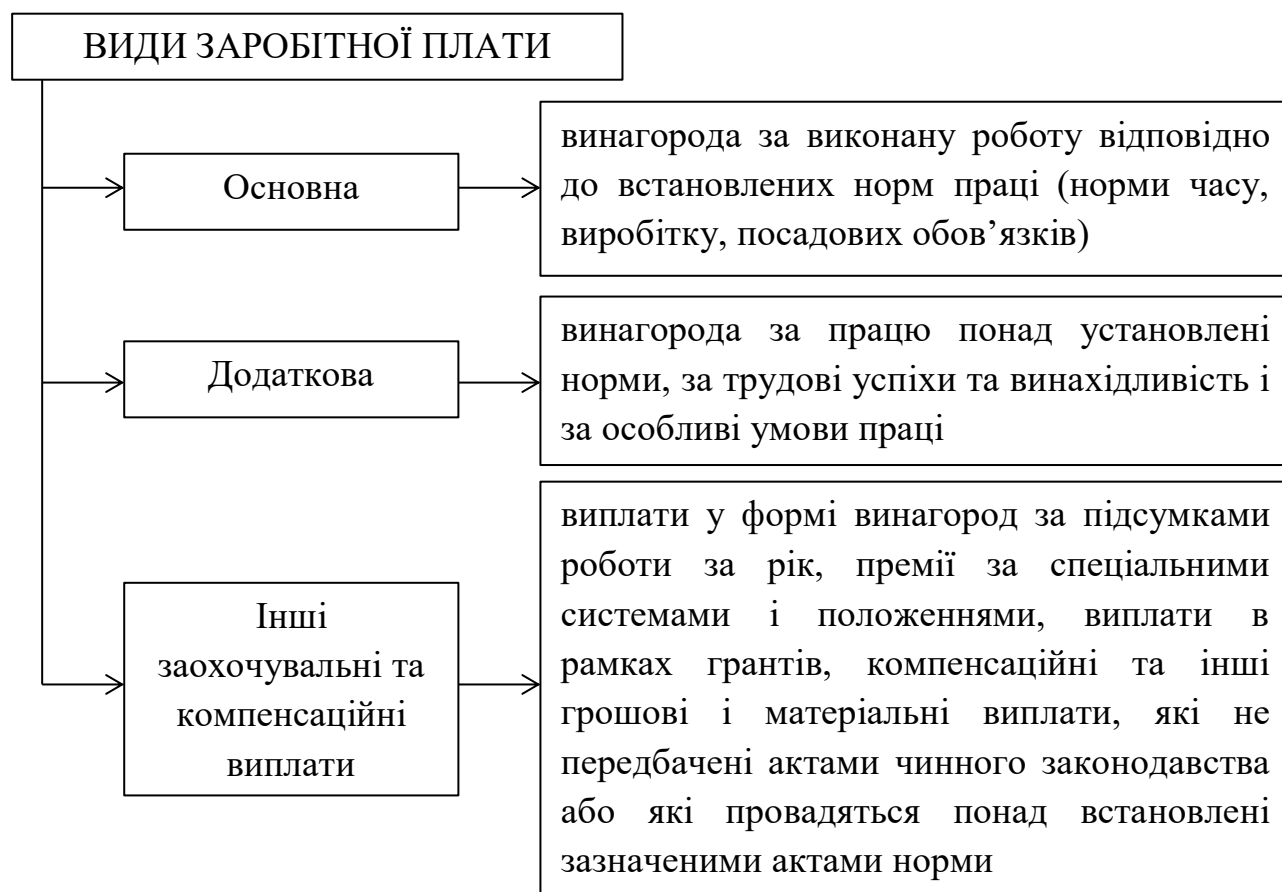 ВИДИ ЗАРОБІТНОЇ ПЛАТИ
Основна
винагорода за виконану роботу відповідно
до встановлених норм праці (норми часу,
виробітку, посадових обов’язків)
Додаткова
винагорода за працю понад установлені
норми, за трудові успіхи та винахідливість і
за особливі умови праці
Інші
заохочувальні та
компенсаційні
виплати
виплати у формі винагород за підсумками
роботи за рік, премії за спеціальними
системами і положеннями, виплати в
рамках грантів, компенсаційні та інші
грошові і матеріальні виплати, які не
передбачені актами чинного законодавства
або які провадяться понад встановлені
зазначеними актами норми